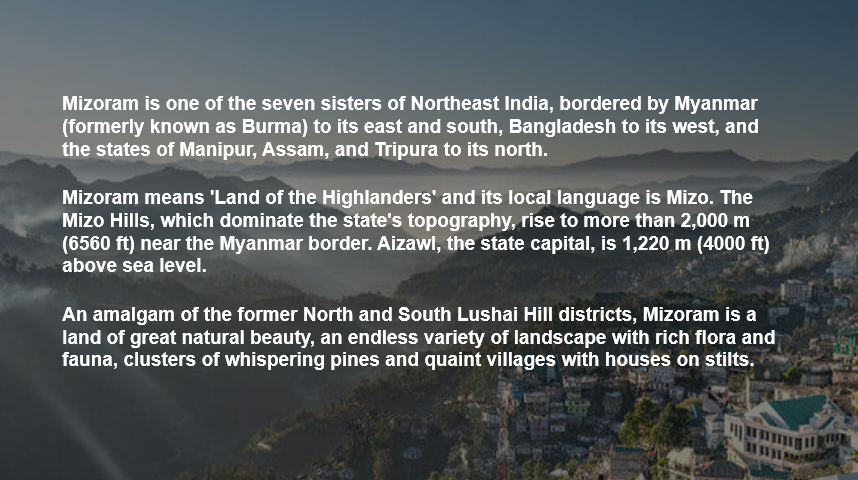 Mizoram is one of the seven sisters of Northeast India, bordered by Myanmar
(formerly known as Burma) to its east and south, Bangladesh to its west, and
the states of Manipur, Assam, and Tripura to its north.
Mizoram means 'Land of the Highlanders' and its local language is Mizo. The
Mizo Hills, which dominate the state's topography, rise to more than 2,000 m
(6560 ft) near the Myanmar border. Aizawl, the state capital, is 1,220 m (4000 ft)
above sea level.
An amalgam of the former North and South Lushai Hill districts, Mizoram is a
land of great natural beauty, an endless variety of landscape with rich flora and
fauna, clusters of whispering pines and quaint villages with houses on stilts.